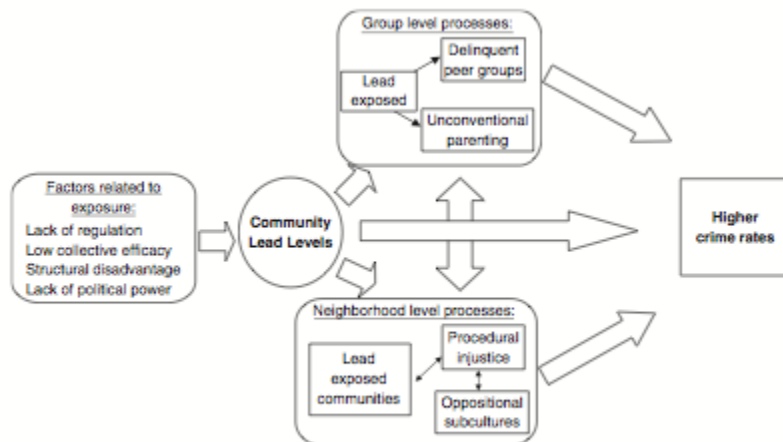 Group level processes:
Delinquent
peer groups
Lead
exposed
Unconventional
parenting
Factors related to
exposure:
Lack of regulation
Low collective efficacy
Structural disadvantage
Lack of political power
Community
Lead Levels
Higher
crime rates
Neighborhood level processes:
Lead
exposed
communities
Procedural
injustice
Oppositional
subcultures